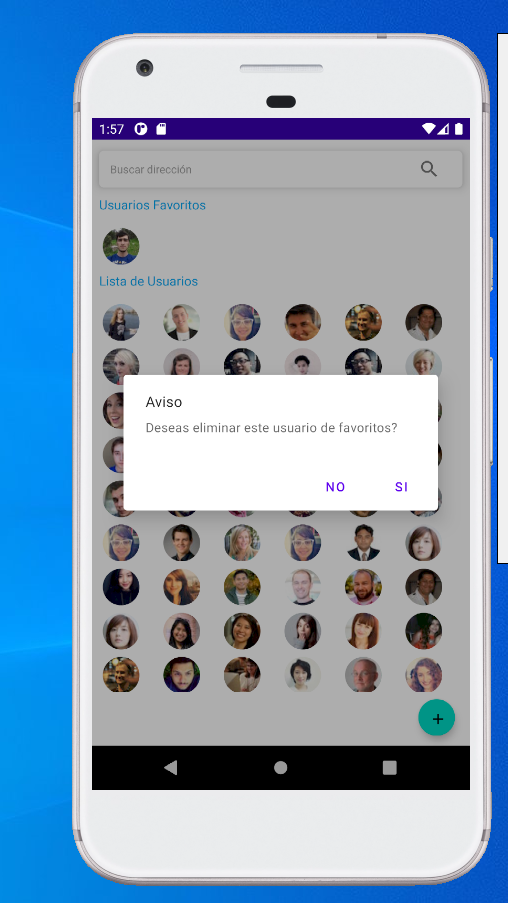 1:57
Buscar dirección
Usuarios Favoritos
Lista de Usuarios
Aviso
Deseas eliminar este usuario de favoritos?
NO SI
+